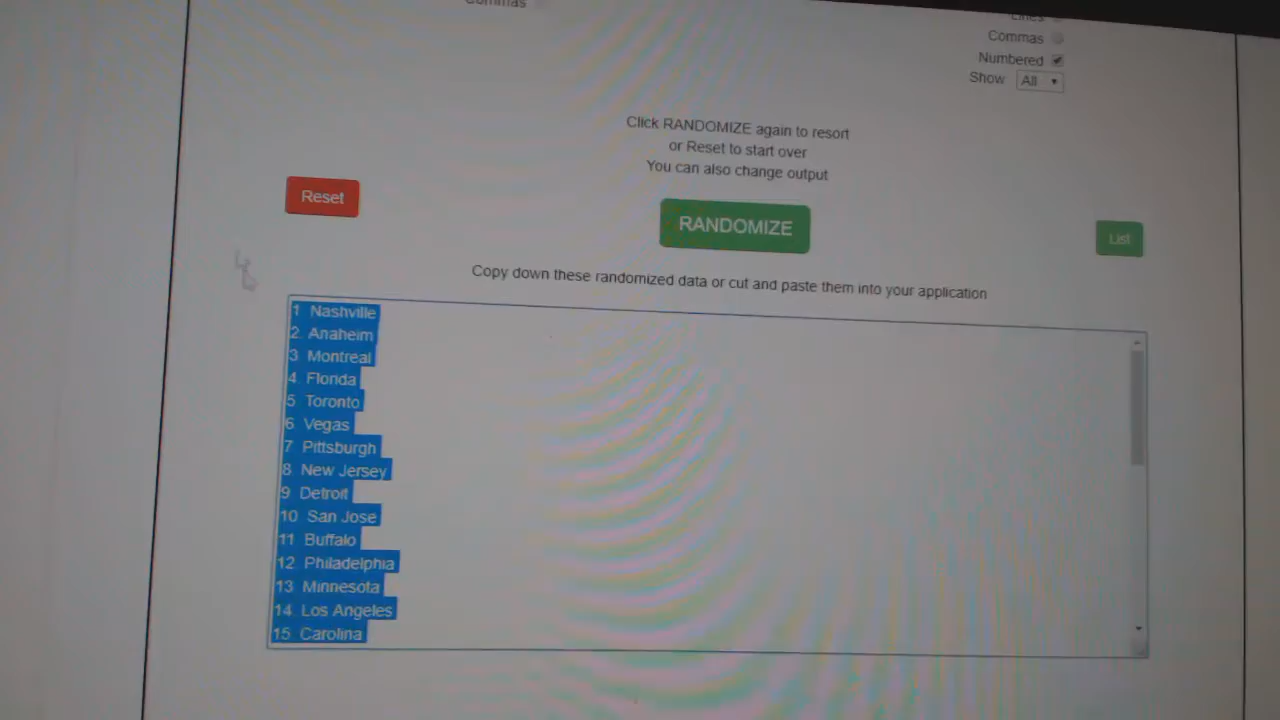 Commas
Lines
Commas
Numbered
Show All
Click RANDOMIZE again to resort
or Reset to start over
You can also change output
Reset
RANDOMIZE
List
Copy down these randomized data or cut and paste them into your application
1 Nashville
2 Anaheim
3 Montreal
4 Florida
5 Toronto
6 Vegas
7 Pittsburgh
8 New Jersey
9 Detroit
10 San Jose
11 Buffalo
12 Philadelphia
13 Minnesota
14 Los Angeles
15 Carolina